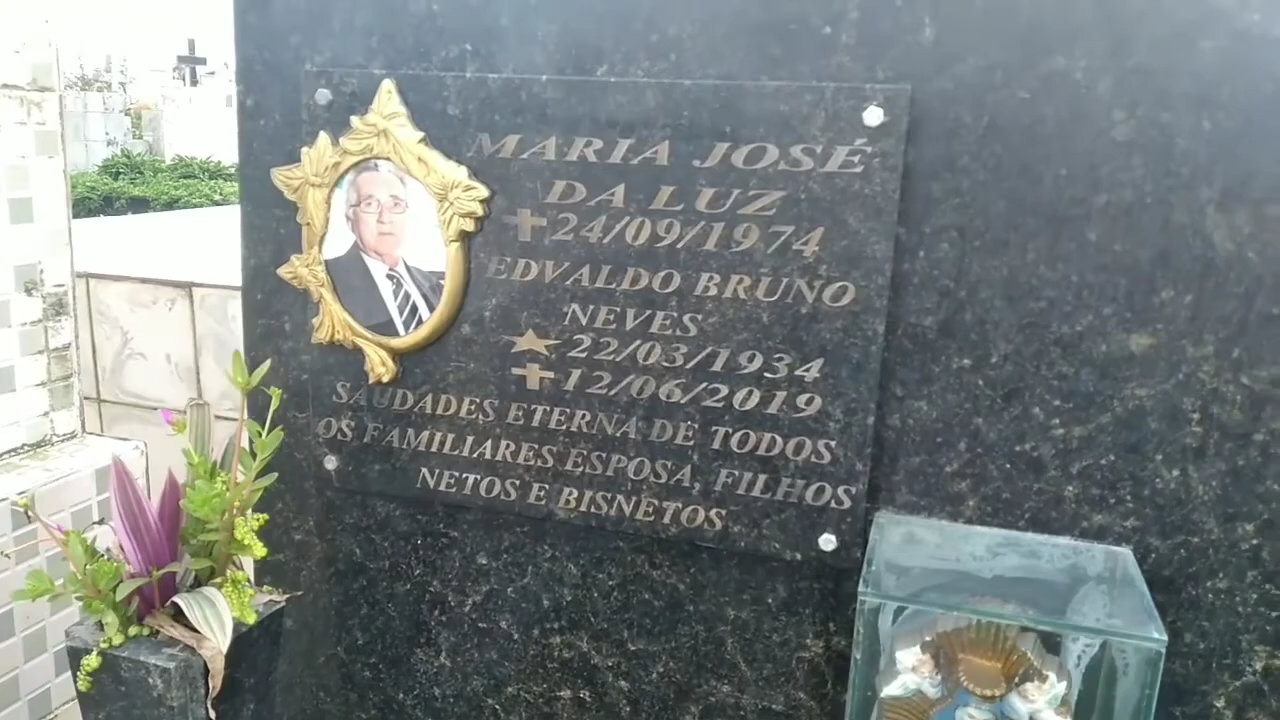 MARIA JOSÉ
DA LUZ
24/09/1974
EDVALDO BRUNO
NEVES
22/03/1934
12/06/2019
SAUDADES ETERNA DE TODOS
OS FAMILIARES ESPOSA, FILHOS
NETOS E BISNETOS